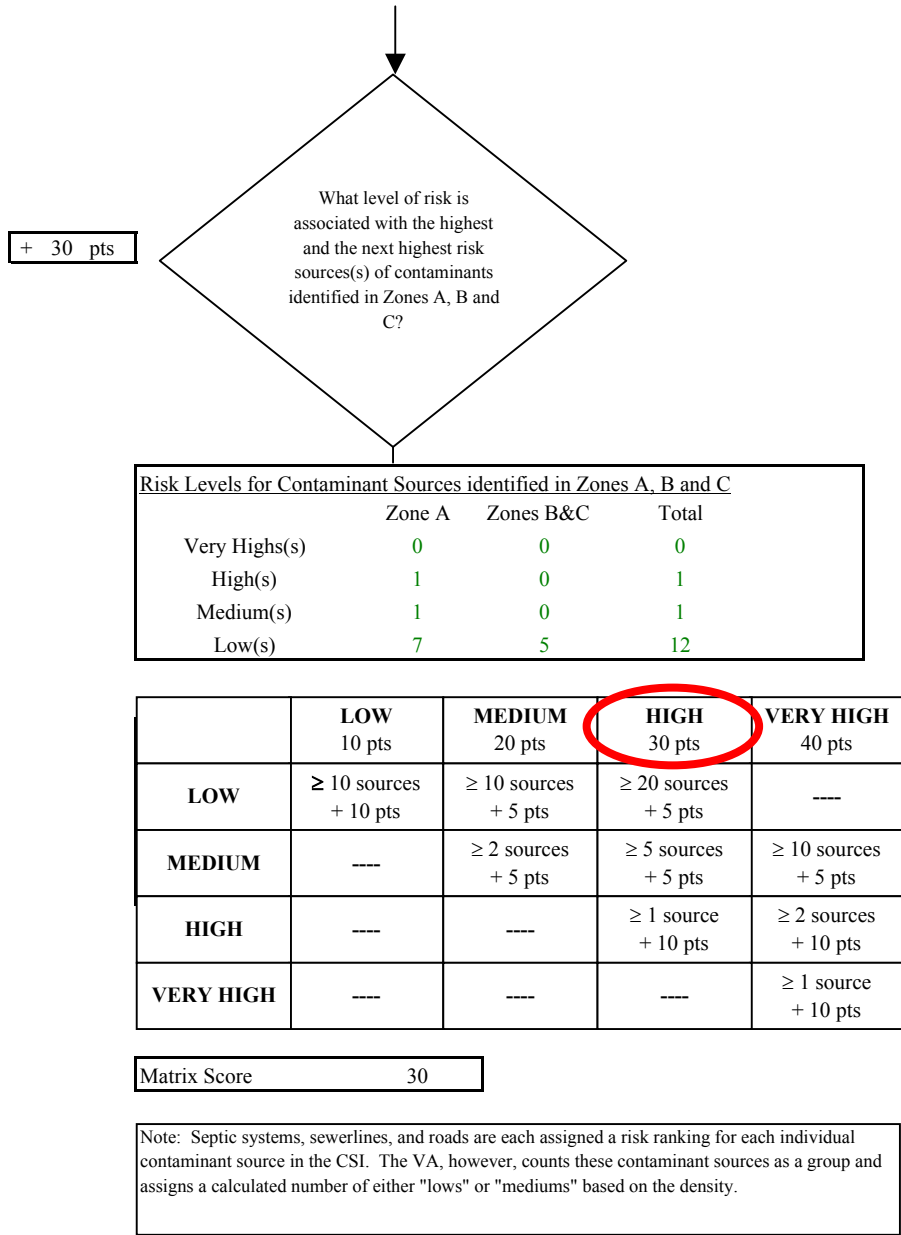 What level of risk is
associated with the highest
and the next highest risk
sources(s) of contaminants
identified in Zones A, B and
C?
+ 30 pts
Risk Levels for Contaminant Sources identified in Zones A, B and C
Zone A Zones B&C Total
Very Highs(s) 0 0 0
High(s) 1 0 1
Medium(s) 1 0 1
Low(s) 7 5 12
LOW MEDIUM HIGH VERY HIGH
10 pts 20 pts 30 pts 40 pts
LOW ≥ 10 sources ≥ 10 sources ≥ 20 sources ----
+ 10 pts + 5 pts + 5 pts
MEDIUM ---- ≥ 2 sources ≥ 5 sources ≥ 10 sources
+ 5 pts + 5 pts + 5 pts
HIGH ---- ---- ≥ 1 source ≥ 2 sources
+ 10 pts + 10 pts
VERY HIGH ---- ---- ---- ≥ 1 source
+ 10 pts
Matrix Score 30
Note: Septic systems, sewerlines, and roads are each assigned a risk ranking for each individual
contaminant source in the CSI. The VA, however, counts these contaminant sources as a group and
assigns a calculated number of either "lows" or "mediums" based on the density.